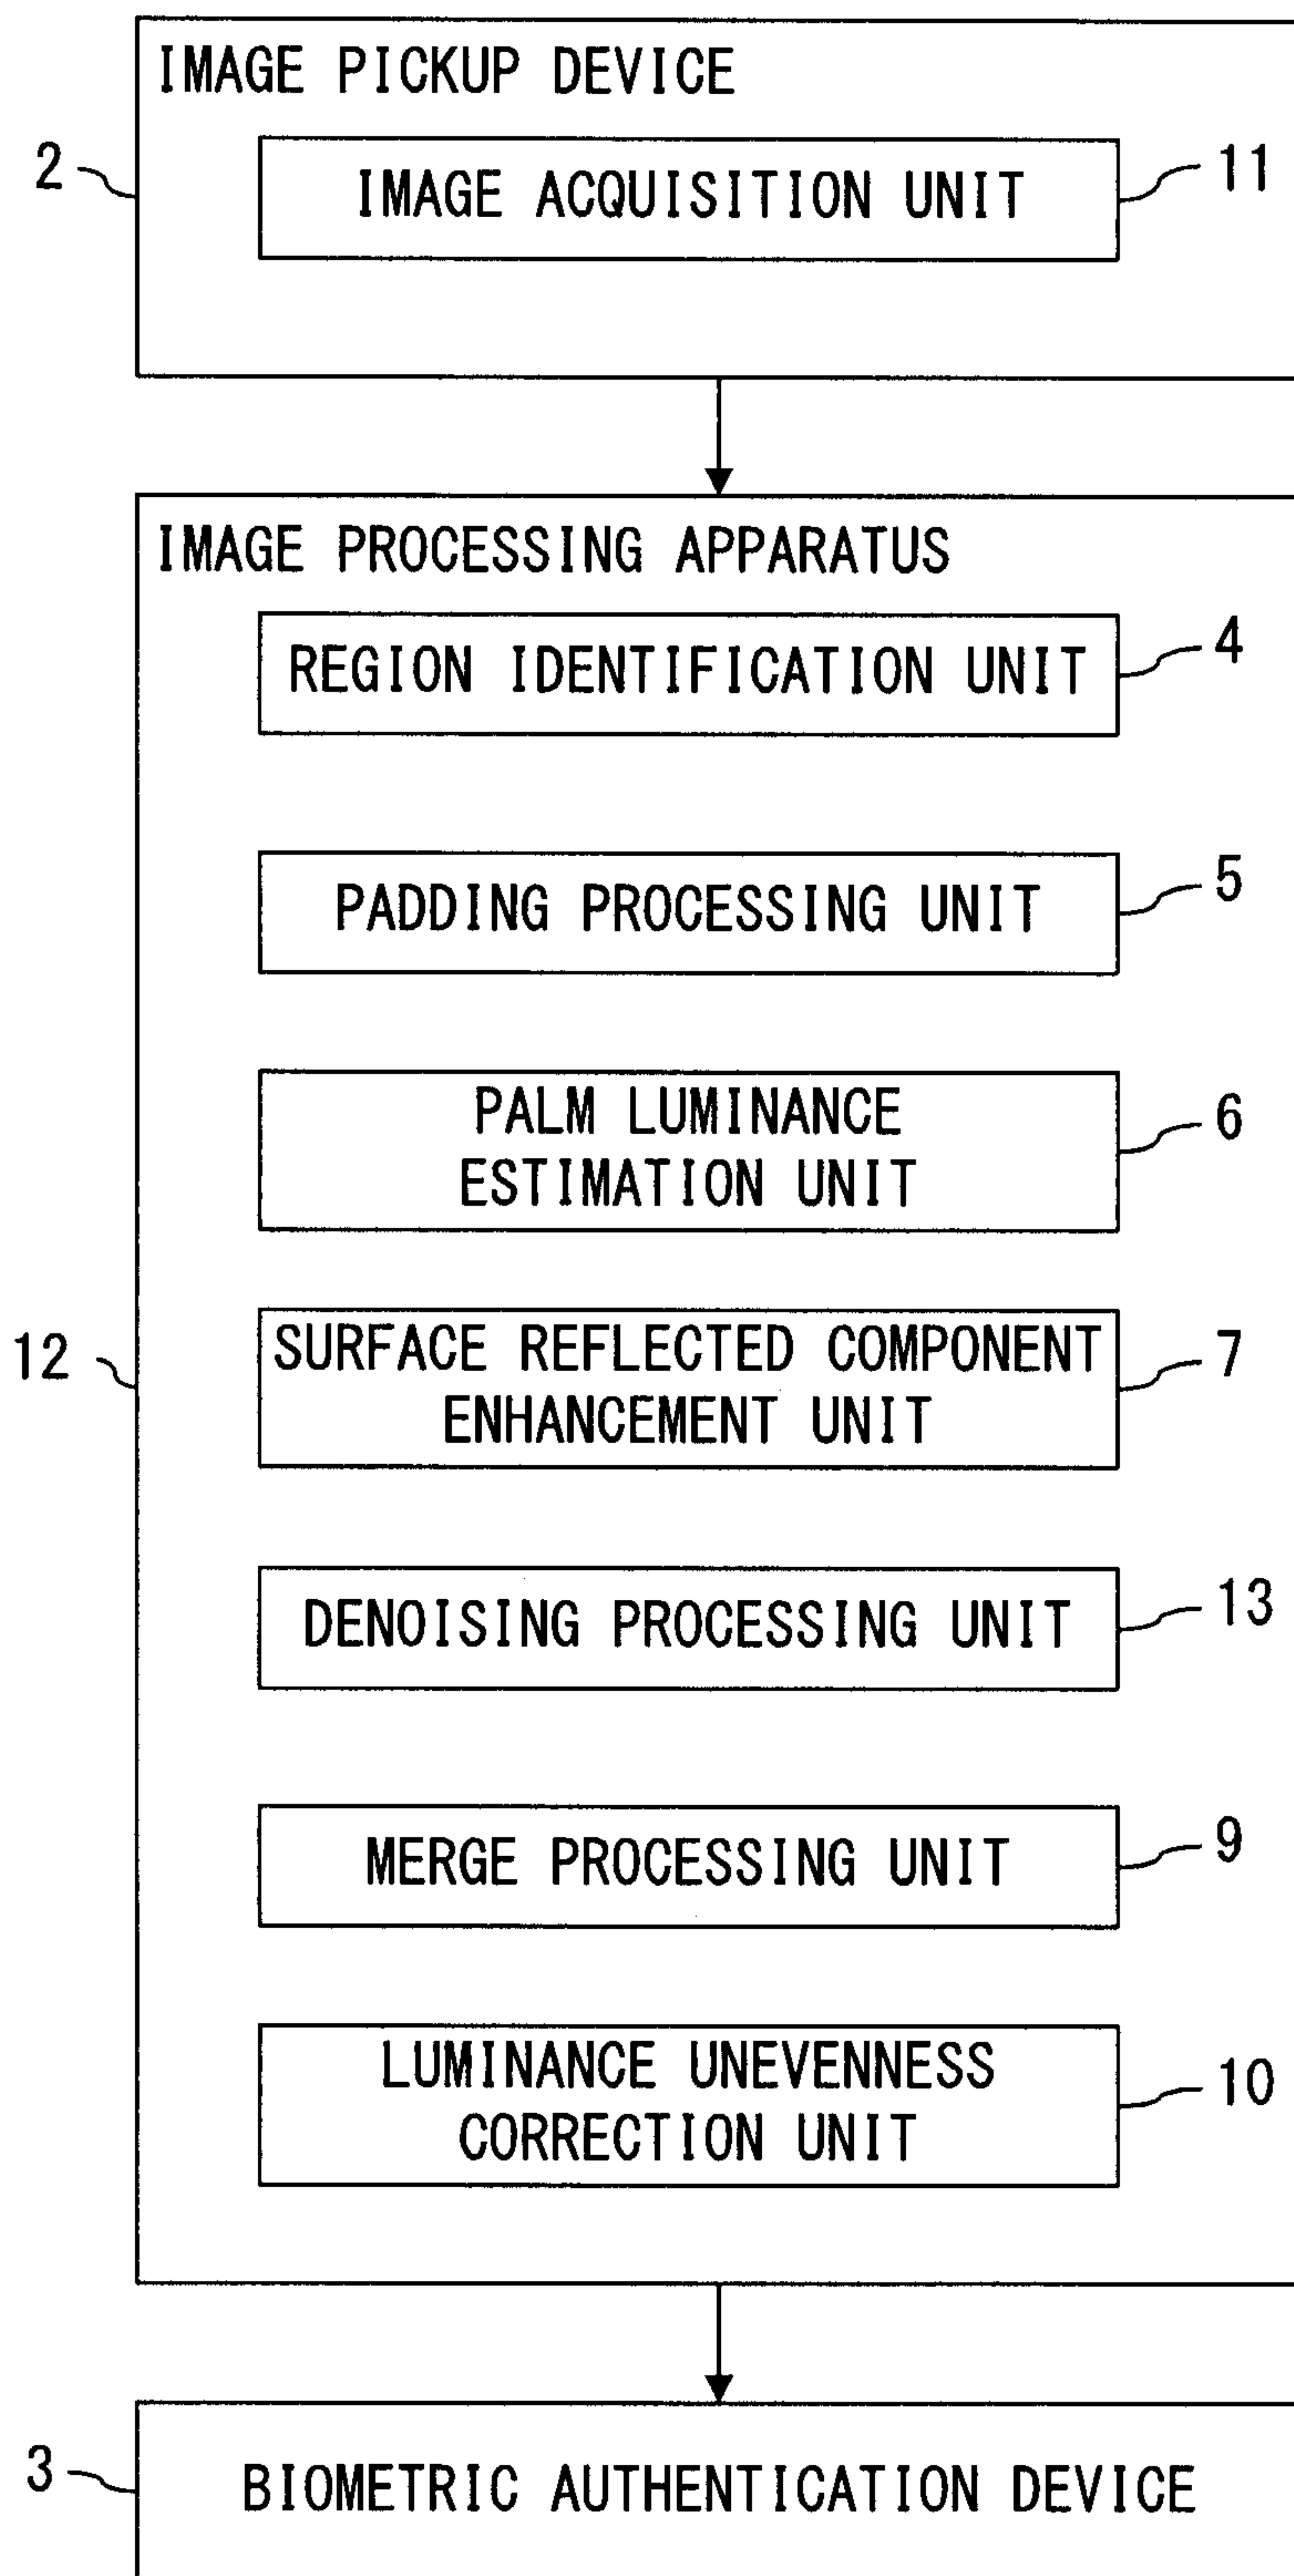 IMAGE PICKUP DEVICE
2
IMAGE ACQUISITION UNIT
11
IMAGE PROCESSING APPARATUS
REGION IDENTIFICATION UNIT
4
PADDING PROCESSING UNIT
5
PALM LUMINANCE
ESTIMATION UNIT
6
12
SURFACE REFLECTED COMPONENT
ENHANCEMENT UNIT
7
DENOISING PROCESSING UNIT
13
MERGE PROCESSING UNIT
9
LUMINANCE UNEVENNESS
CORRECTION UNIT
10
3
BIOMETRIC AUTHENTICATION DEVICE